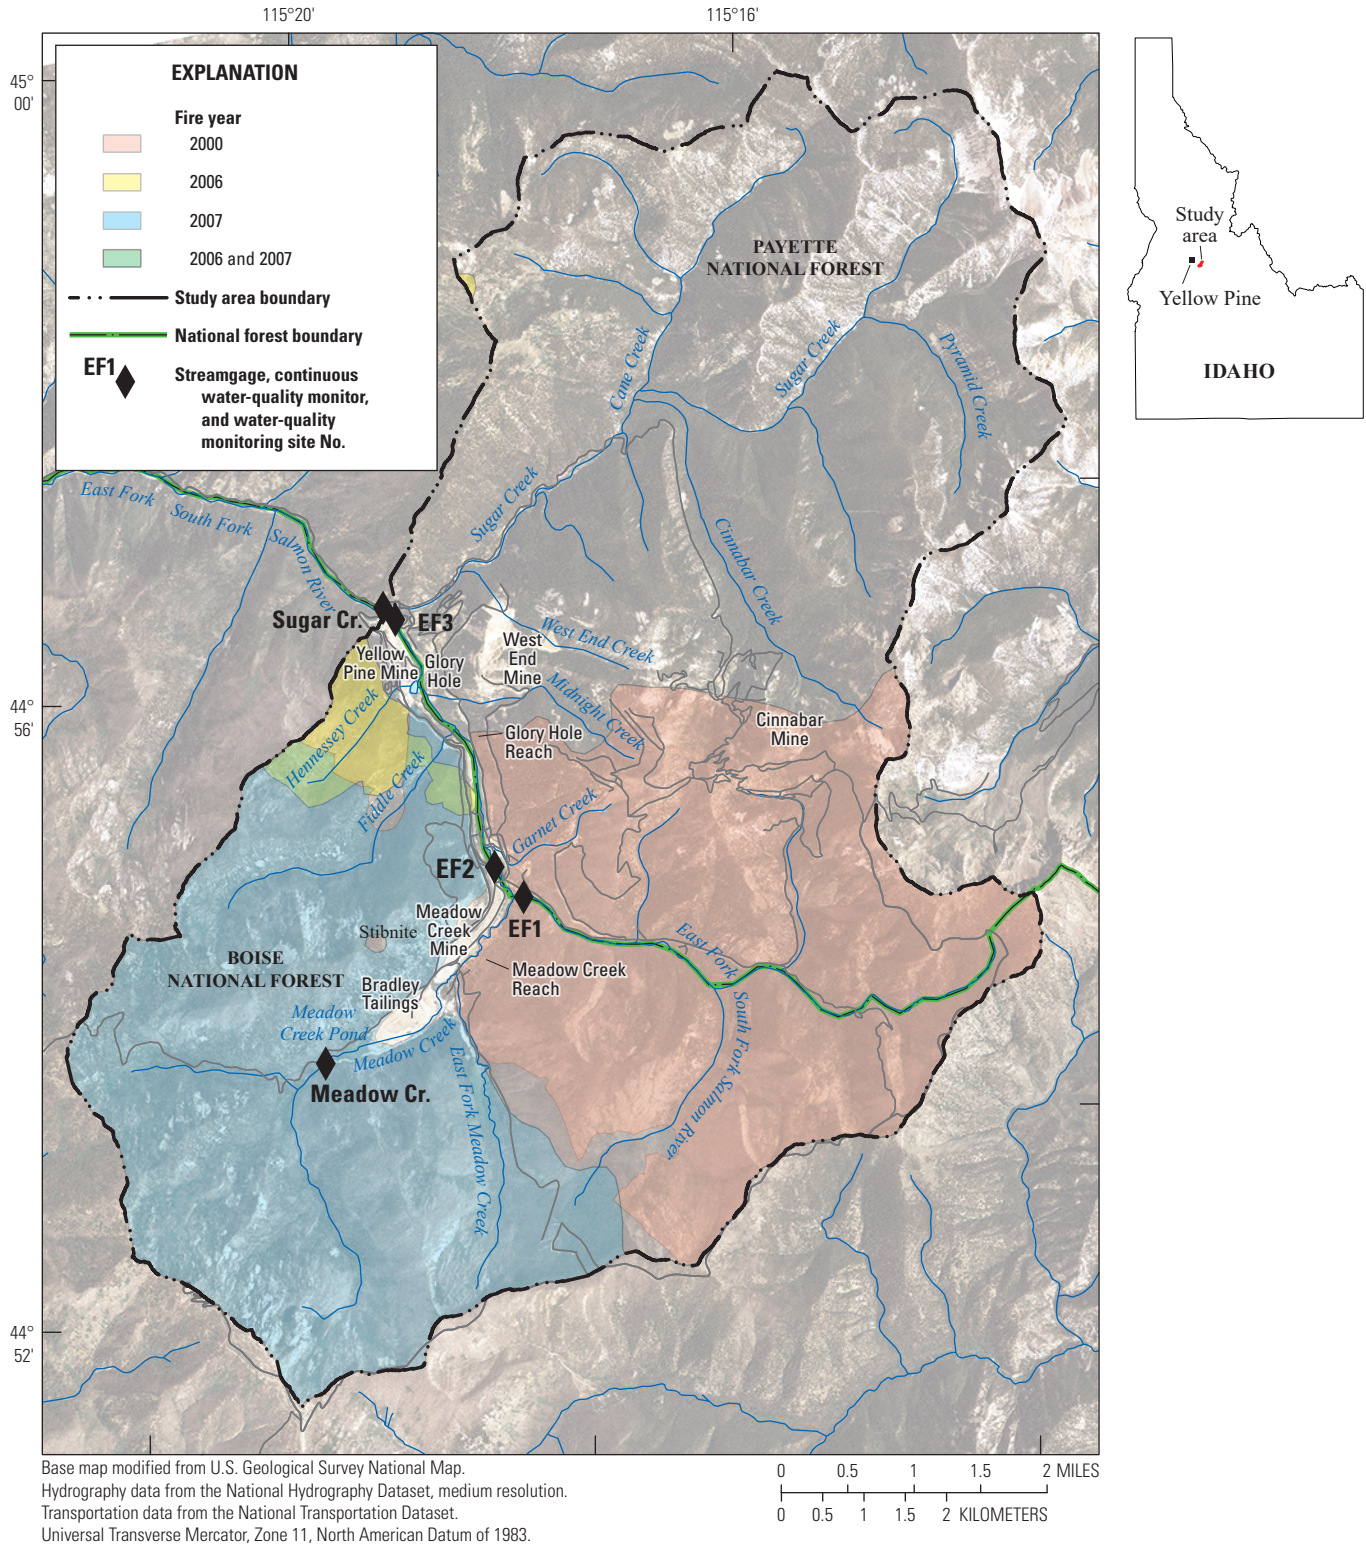 115°20'
115°16'
45°
00'
EXPLANATION
Fire year
2000
2006
2007
2006 and 2007
Study area boundary
National forest boundary
EF1
Streamgage, continuous
water-quality monitor,
and water-quality
monitoring site No.
Study
area
Yellow Pine
IDAHO
PAYETTE
NATIONAL FOREST
Cane Creek
Sugar Creek
Pyramid Creek
Sugar Creek
Cinnabar Creek
East Fork
South Fork
Salmon River
Sugar Cr.
EF3
West End Creek
West
End
Mine
Yellow
Pine Mine
Glory
Hole
Midnight Creek
44°
56'
Hennessey Creek
Glory Hole
Reach
Cinnabar
Mine
Fiddle Creek
Garnet Creek
EF2
EF1
Meadow
Creek
Mine
Stibnite
East Fork
South Fork Salmon River
BOISE
NATIONAL FOREST
Meadow Creek
Reach
Bradley
Tailings
Meadow
Creek Pond
Meadow Creek
Meadow Cr.
East Fork Meadow Creek
44°
52'
Base map modified from U.S. Geological Survey National Map.
Hydrography data from the National Hydrography Dataset, medium resolution.
Transportation data from the National Transportation Dataset.
Universal Transverse Mercator, Zone 11, North American Datum of 1983.
0 0.5 1 1.5 2 MILES
0 0.5 1 1.5 2 KILOMETERS